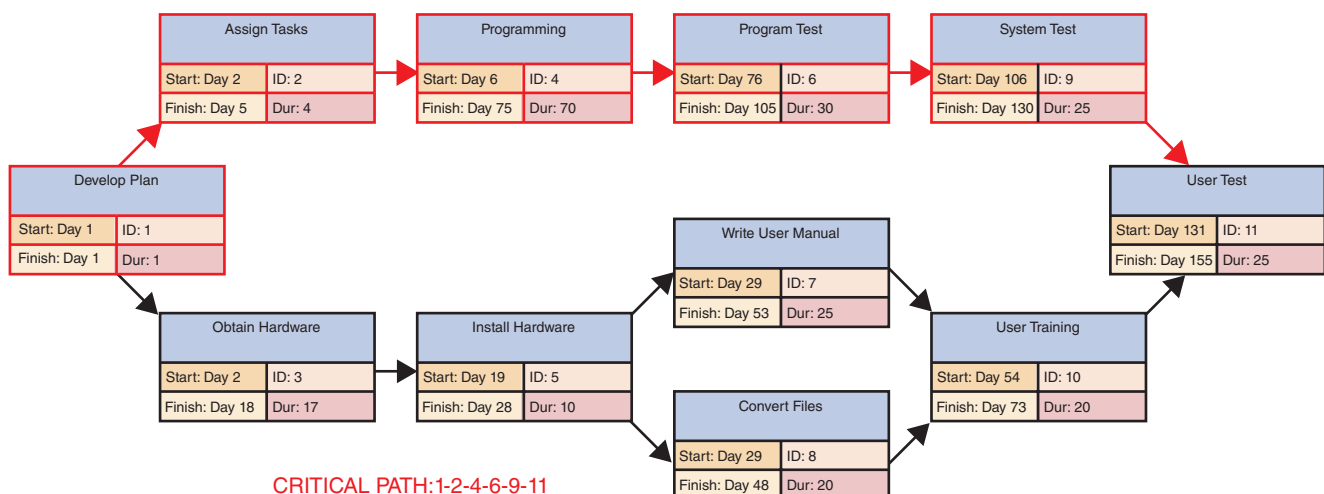 Assign Tasks
Start: Day 2 ID: 2
Finish: Day 5 Dur: 4
Programming
Start: Day 6 ID: 4
Finish: Day 75 Dur: 70
Program Test
Start: Day 76 ID: 6
Finish: Day 105 Dur: 30
System Test
Start: Day 106 ID: 9
Finish: Day 130 Dur: 25
Develop Plan
Start: Day 1 ID: 1
Finish: Day 1 Dur: 1
User Test
Start: Day 131 ID: 11
Finish: Day 155 Dur: 25
Write User Manual
Start: Day 29 ID: 7
Finish: Day 53 Dur: 25
Obtain Hardware
Start: Day 2 ID: 3
Finish: Day 18 Dur: 17
Install Hardware
Start: Day 19 ID: 5
Finish: Day 28 Dur: 10
User Training
Start: Day 54 ID: 10
Finish: Day 73 Dur: 20
Convert Files
Start: Day 29 ID: 8
Finish: Day 48 Dur: 20
CRITICAL PATH:1-2-4-6-9-11